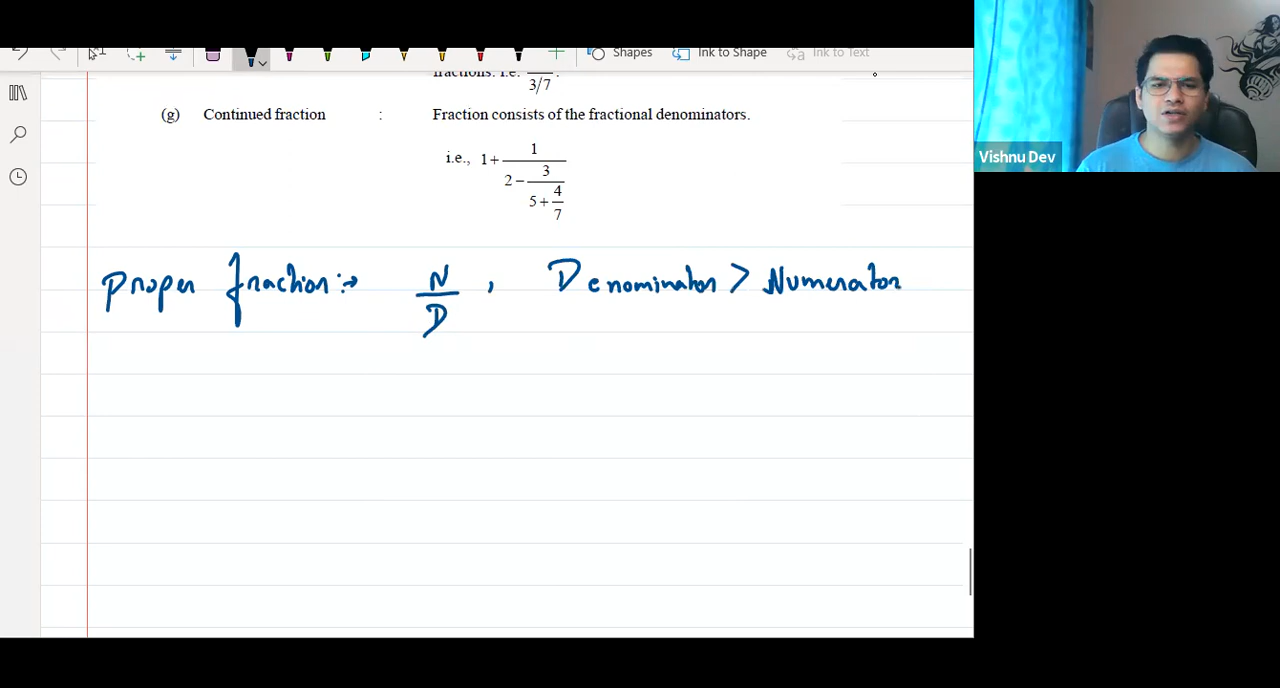 Shapes Ink to Shape Ink to Text
fractions. i.e. 3/7 .
(g) Continued fraction : Fraction consists of the fractional denominators.
i.e., 1+ 1
2− 3
5+ 4
7
Proper fraction :→ N/D , Denominator > Numerator
Vishnu Dev